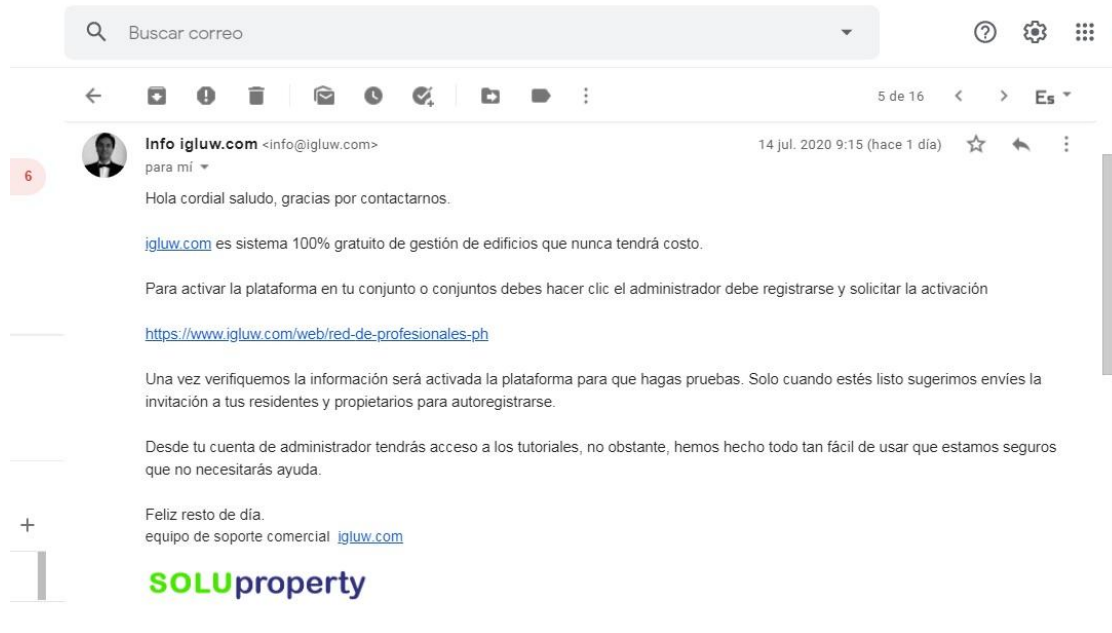 Buscar correo
5 de 16
Es
Info igluw.com <info@igluw.com>
14 jul. 2020 9:15 (hace 1 día)
para mí
6
Hola cordial saludo, gracias por contactarnos.
igluw.com es sistema 100% gratuito de gestión de edificios que nunca tendrá costo.
Para activar la plataforma en tu conjunto o conjuntos debes hacer clic el administrador debe registrarse y solicitar la activación
https://www.igluw.com/web/red-de-profesionales-ph
Una vez verifiquemos la información será activada la plataforma para que hagas pruebas. Solo cuando estés listo sugerimos envíes la
invitación a tus residentes y propietarios para autoregistrarse.
Desde tu cuenta de administrador tendrás acceso a los tutoriales, no obstante, hemos hecho todo tan fácil de usar que estamos seguros
que no necesitarás ayuda.
Feliz resto de día.
equipo de soporte comercial igluw.com
SOLUproperty